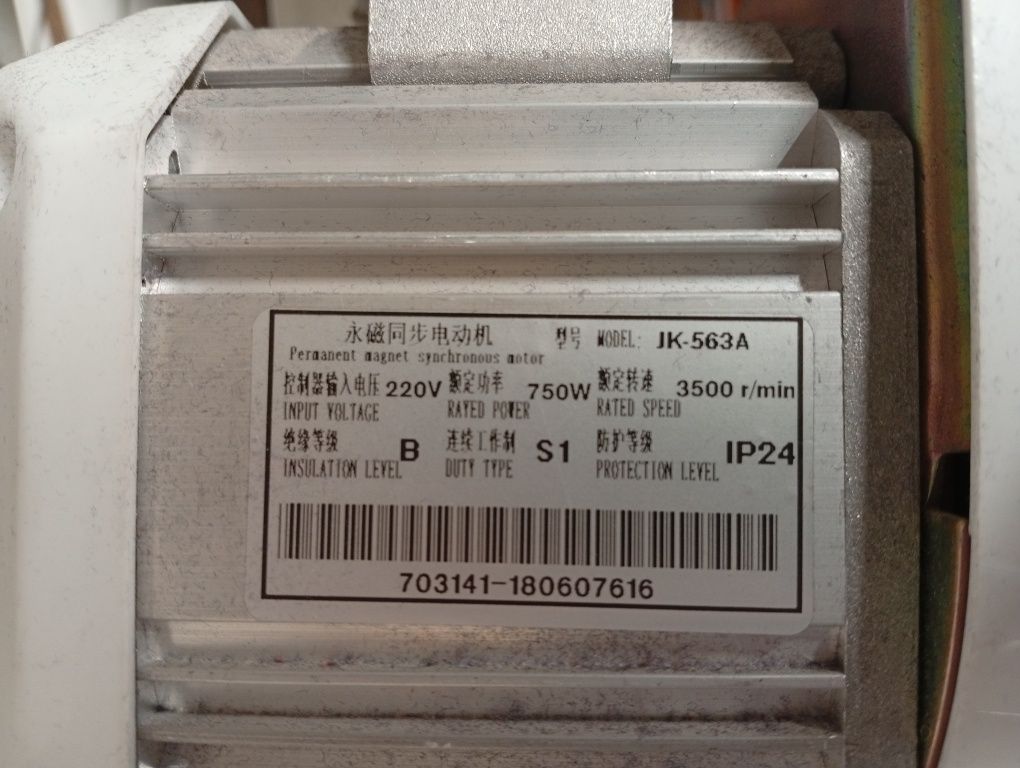 永磁同步电动机 型号 MODEL: JK-563A
Permanent magnet synchronous motor
控制器输入电压 220V 额定功率 750W 额定转速 3500 r/min
INPUT VOLTAGE RAYED POWER RATED SPEED
绝缘等级 B 连续工作制 S1 防护等级 IP24
INSULATION LEVEL DUTY TYPE PROTECTION LEVEL
703141-180607616